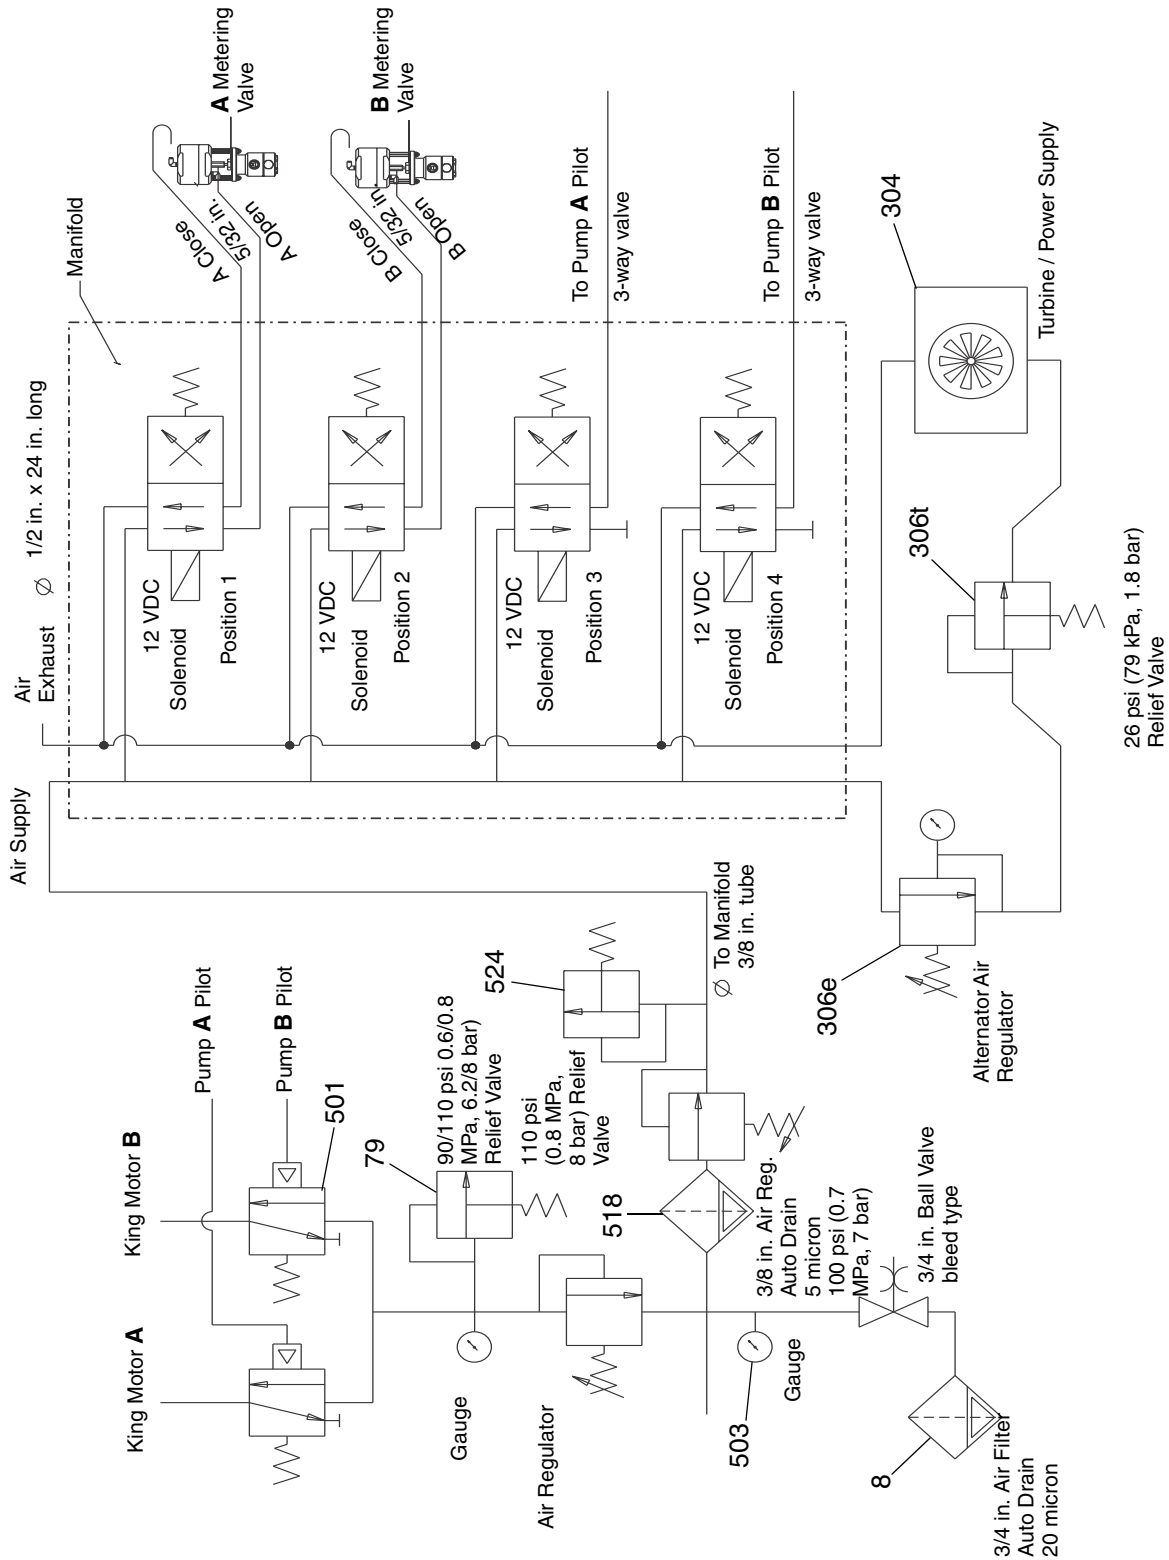 Air Supply
Air
Exhaust
Ø 1/2 in. x 24 in. long
Manifold
A Close
5/32 in.
A Open
A Metering
Valve
B Close
5/32 in.
B Open
B Metering
Valve
12 VDC
Solenoid
Position 1
12 VDC
Solenoid
Position 2
12 VDC
Solenoid
Position 3
12 VDC
Solenoid
Position 4
To Pump A Pilot
3-way valve
To Pump B Pilot
3-way valve
304
Turbine / Power Supply
306t
26 psi (79 kPa, 1.8 bar)
Relief Valve
306e
Alternator Air
Regulator
King Motor A
King Motor B
Pump A Pilot
Pump B Pilot
501
79
90/110 psi 0.6/0.8
MPa, 6.2/8 bar)
Relief Valve
524
110 psi
(0.8 MPa,
8 bar) Relief
Valve
Ø To Manifold
3/8 in. tube
Gauge
Air Regulator
518
3/8 in. Air Reg.
Auto Drain
5 micron
100 psi (0.7
MPa, 7 bar)
503
Gauge
3/4 in. Ball Valve
bleed type
8
3/4 in. Air Filter
Auto Drain
20 micron